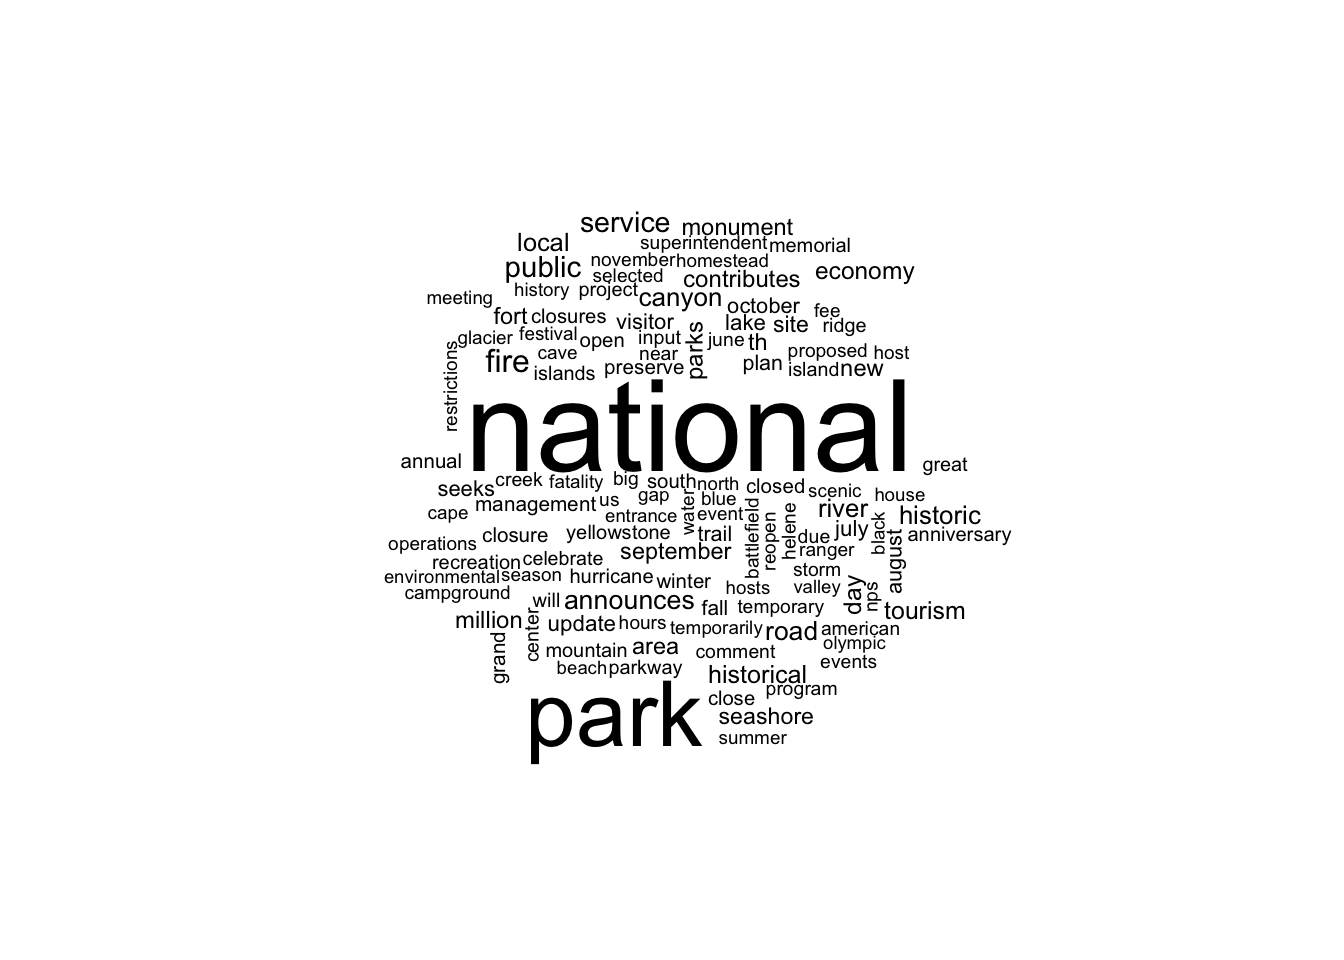 service monument
local superintendent memorial
november homestead
public selected contributes economy
meeting history project canyon october fee
fort closures visitor lake site ridge
glacier festival open input parks june th
restrictions fire cave near plan proposed host
islands preserve island new
national
annual great
seeks creek fatality big south north closed scenic house
cape management us gap water blue river historic
entrance event battlefield reopen helene july black anniversary
operations closure yellowstone trail due
recreation celebrate september ranger august
environmental season hurricane winter storm
campground hosts valley day nps
will announces fall temporary tourism
million center update hours temporarily road american
grand mountain area comment olympic
beach parkway events
historical
park close program
seashore
summer